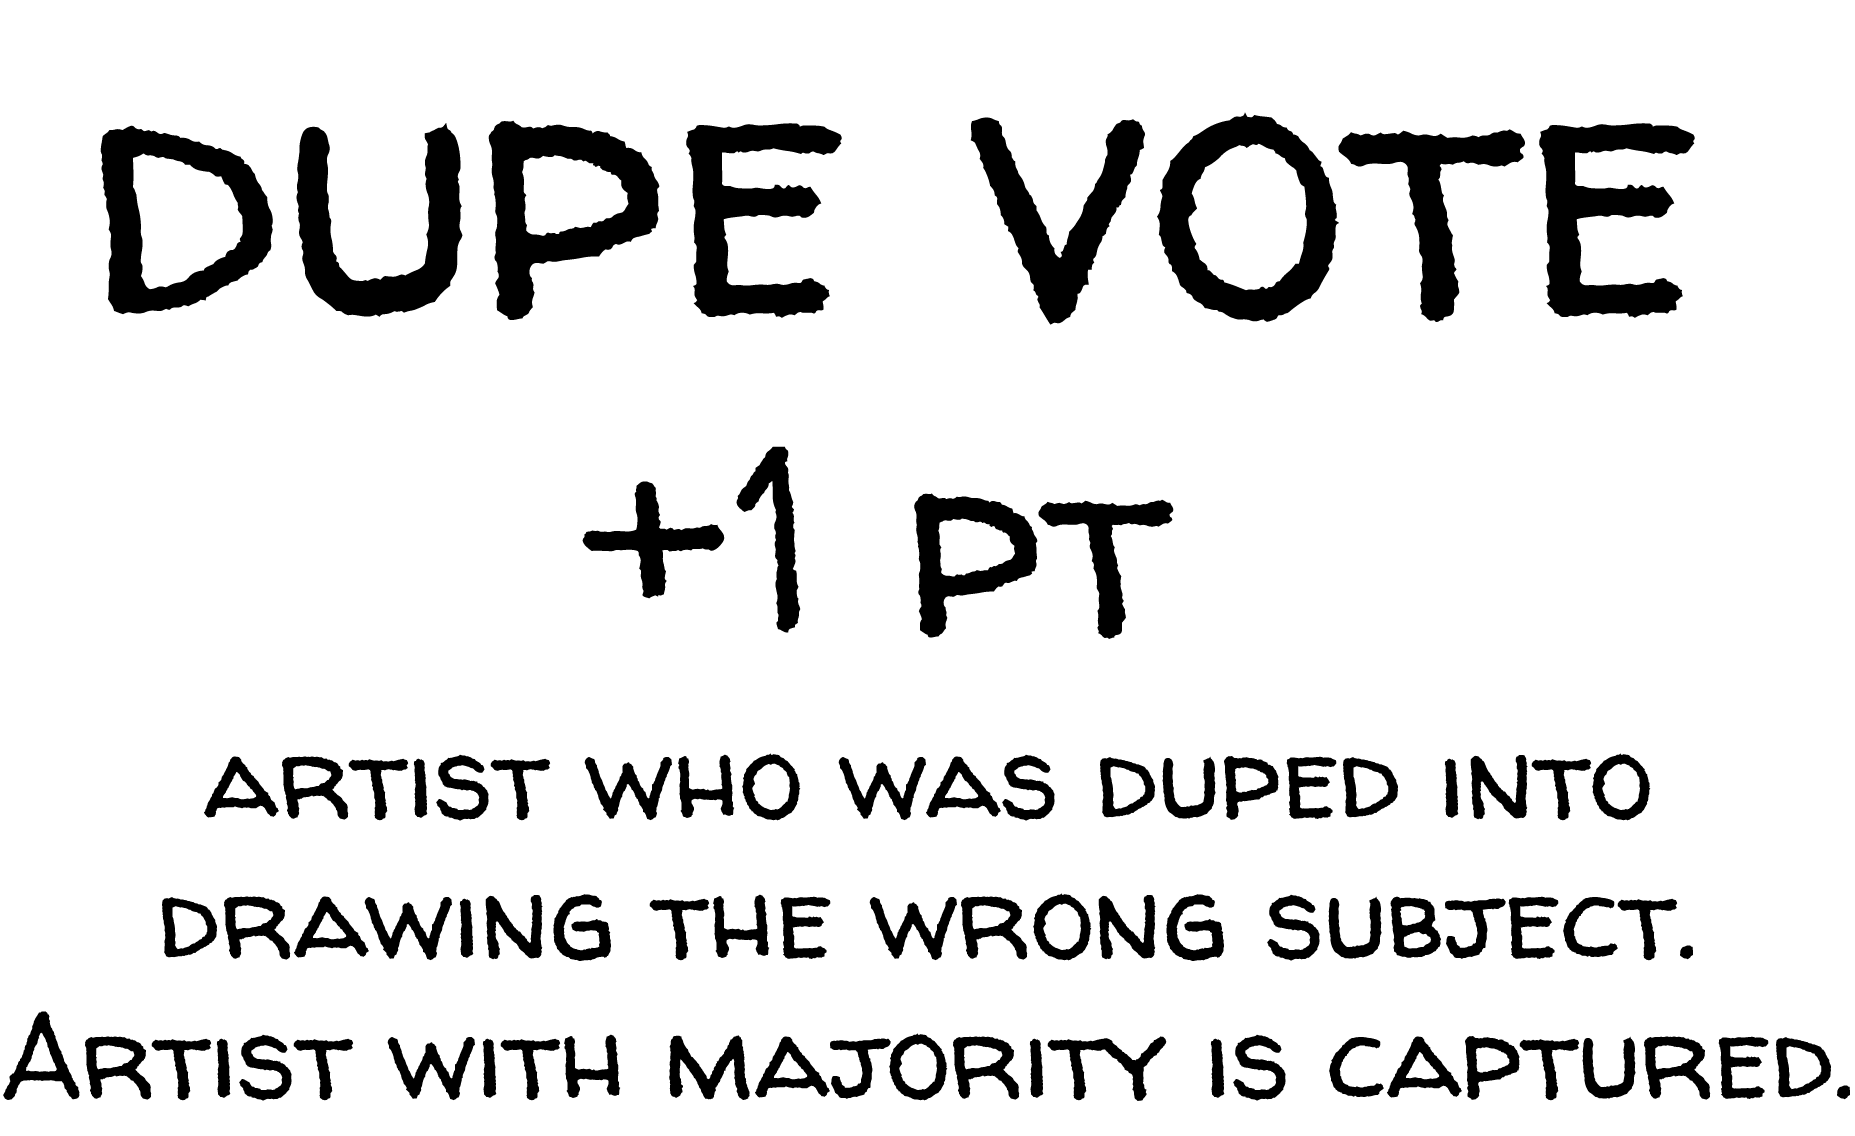 DUPE VOTE
+1 PT
ARTIST WHO WAS DUPED INTO
DRAWING THE WRONG SUBJECT.
ARTIST WITH MAJORITY IS CAPTURED.